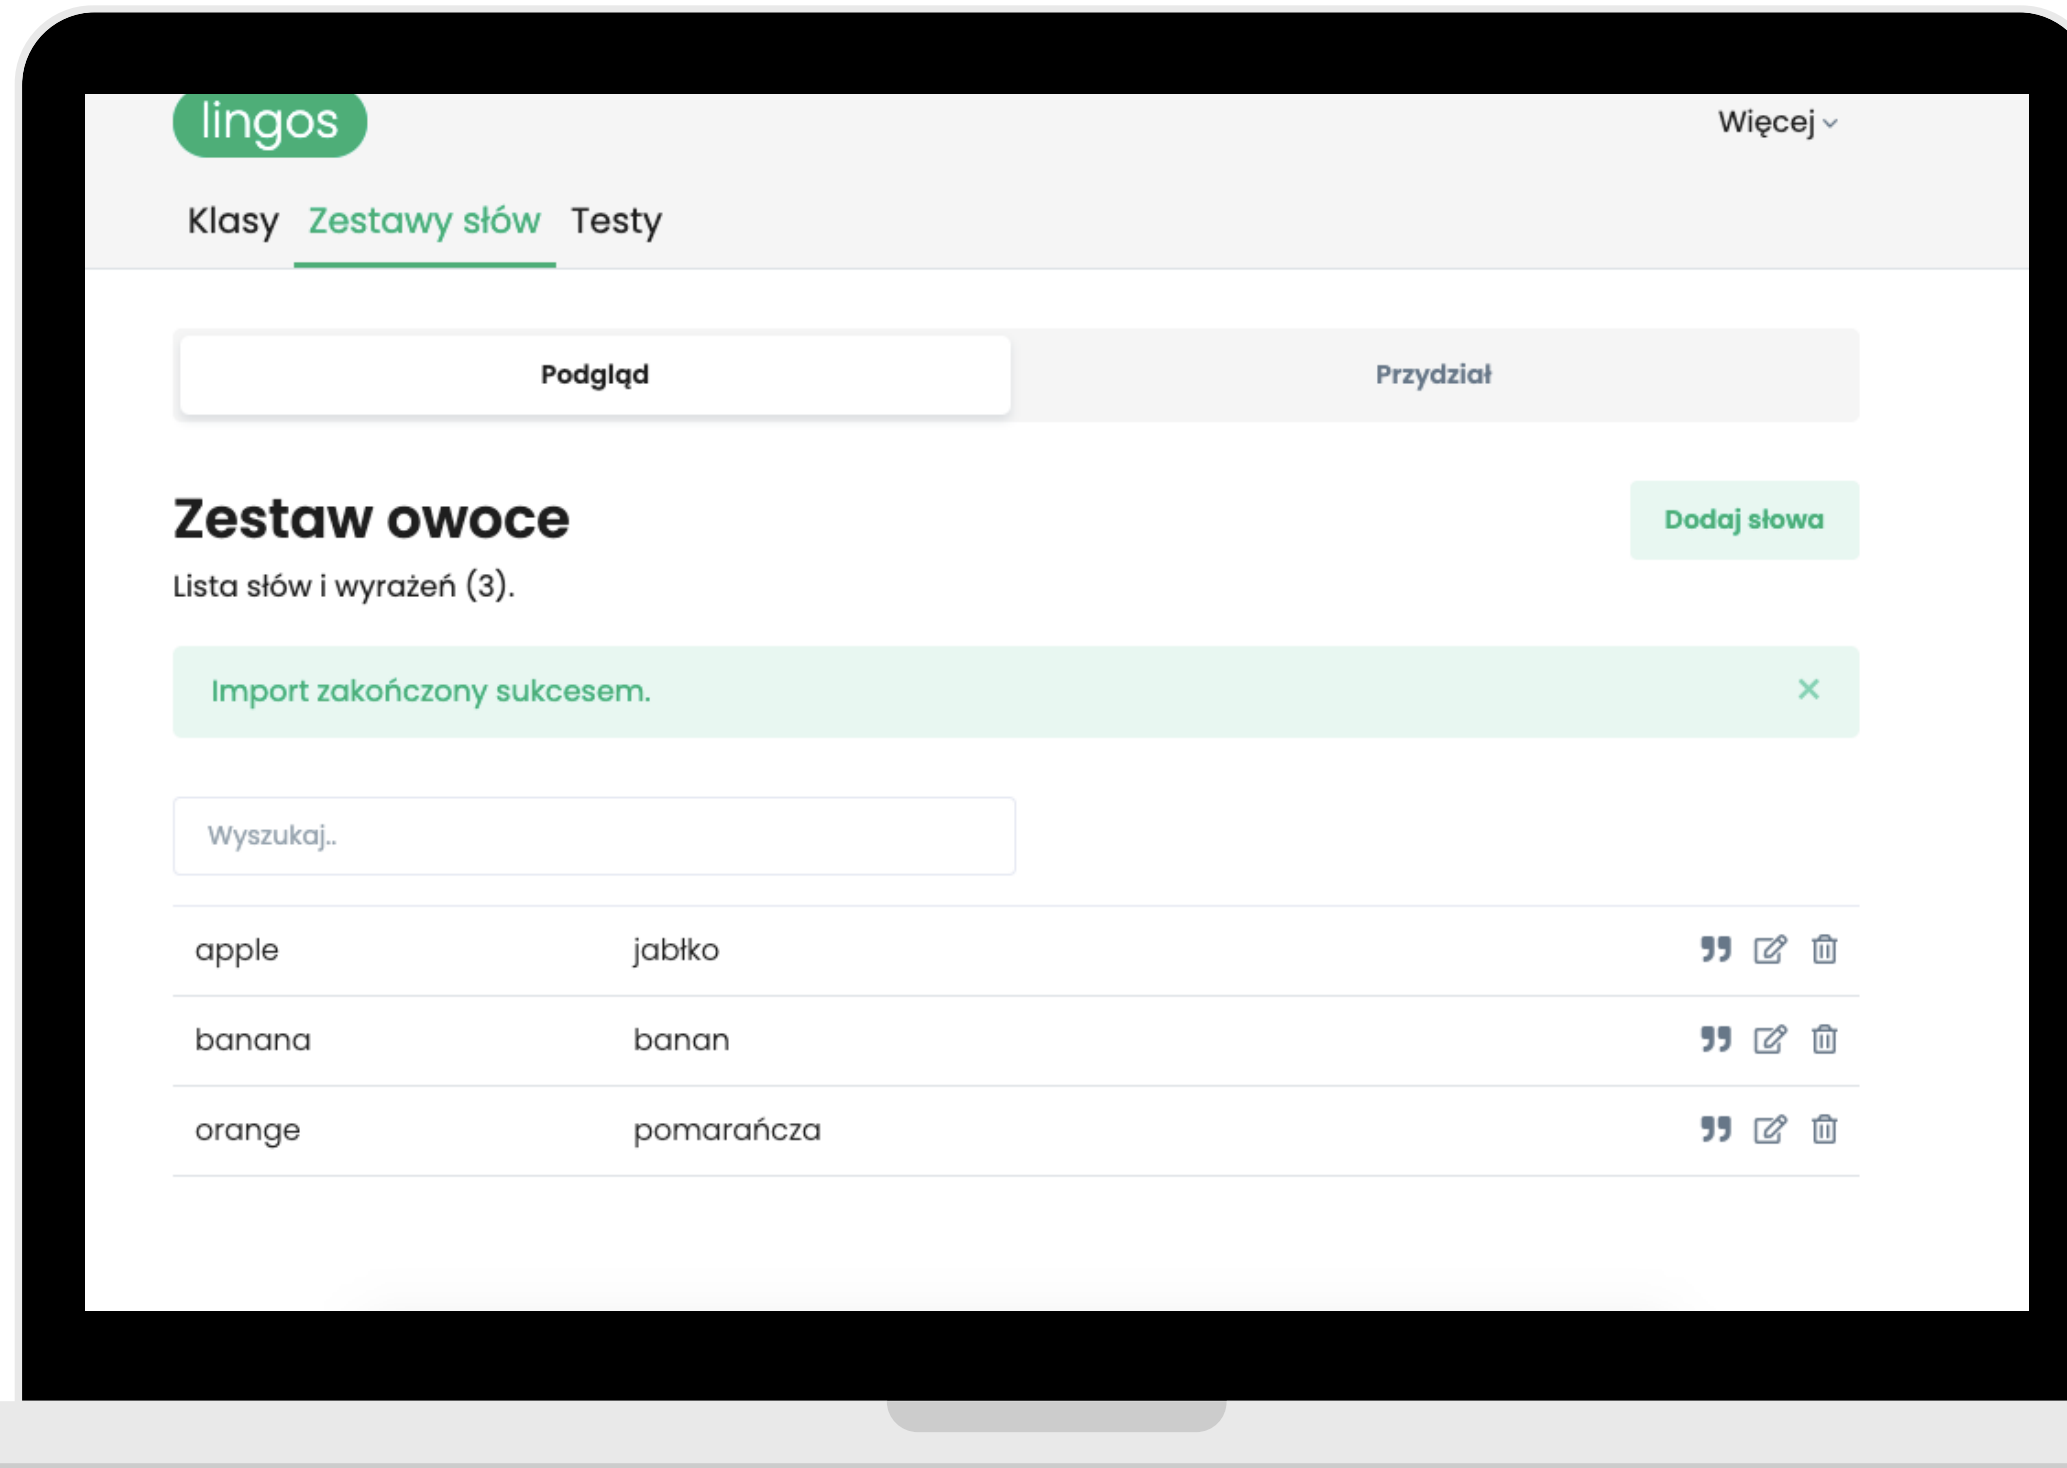 lingos
Więcej
Klasy Zestawy słów Testy
Podgląd Przydział
Zestaw owoce
Dodaj słowa
Lista słów i wyrażeń (3).
Import zakończony sukcesem.
Wyszukaj..
apple jabłko
banana banan
orange pomarańcza